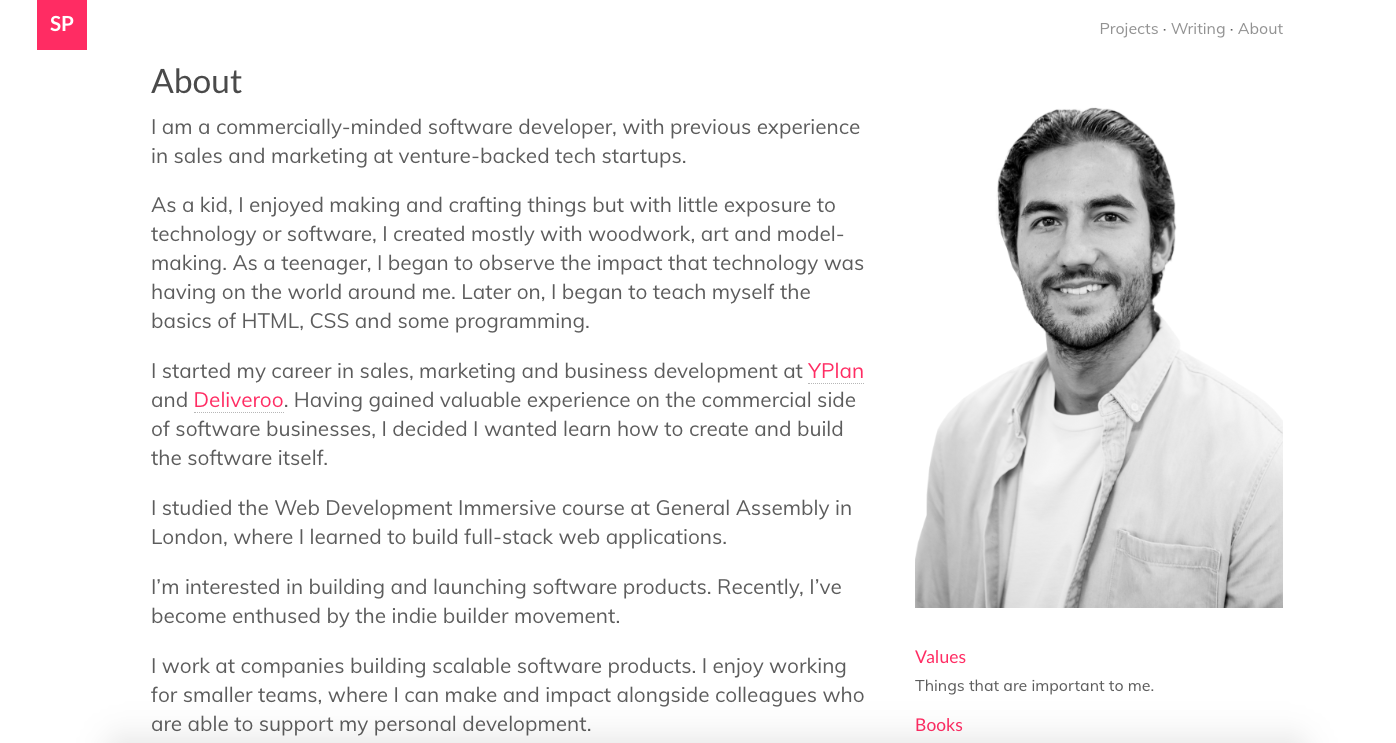 SP
Projects · Writing · About
About
I am a commercially-minded software developer, with previous experience
in sales and marketing at venture-backed tech startups.
As a kid, I enjoyed making and crafting things but with little exposure to
technology or software, I created mostly with woodwork, art and model-
making. As a teenager, I began to observe the impact that technology was
having on the world around me. Later on, I began to teach myself the
basics of HTML, CSS and some programming.
I started my career in sales, marketing and business development at YPlan
and Deliveroo. Having gained valuable experience on the commercial side
of software businesses, I decided I wanted learn how to create and build
the software itself.
I studied the Web Development Immersive course at General Assembly in
London, where I learned to build full-stack web applications.
I’m interested in building and launching software products. Recently, I’ve
become enthused by the indie builder movement.
I work at companies building scalable software products. I enjoy working
for smaller teams, where I can make and impact alongside colleagues who
are able to support my personal development.
Values
Things that are important to me.
Books